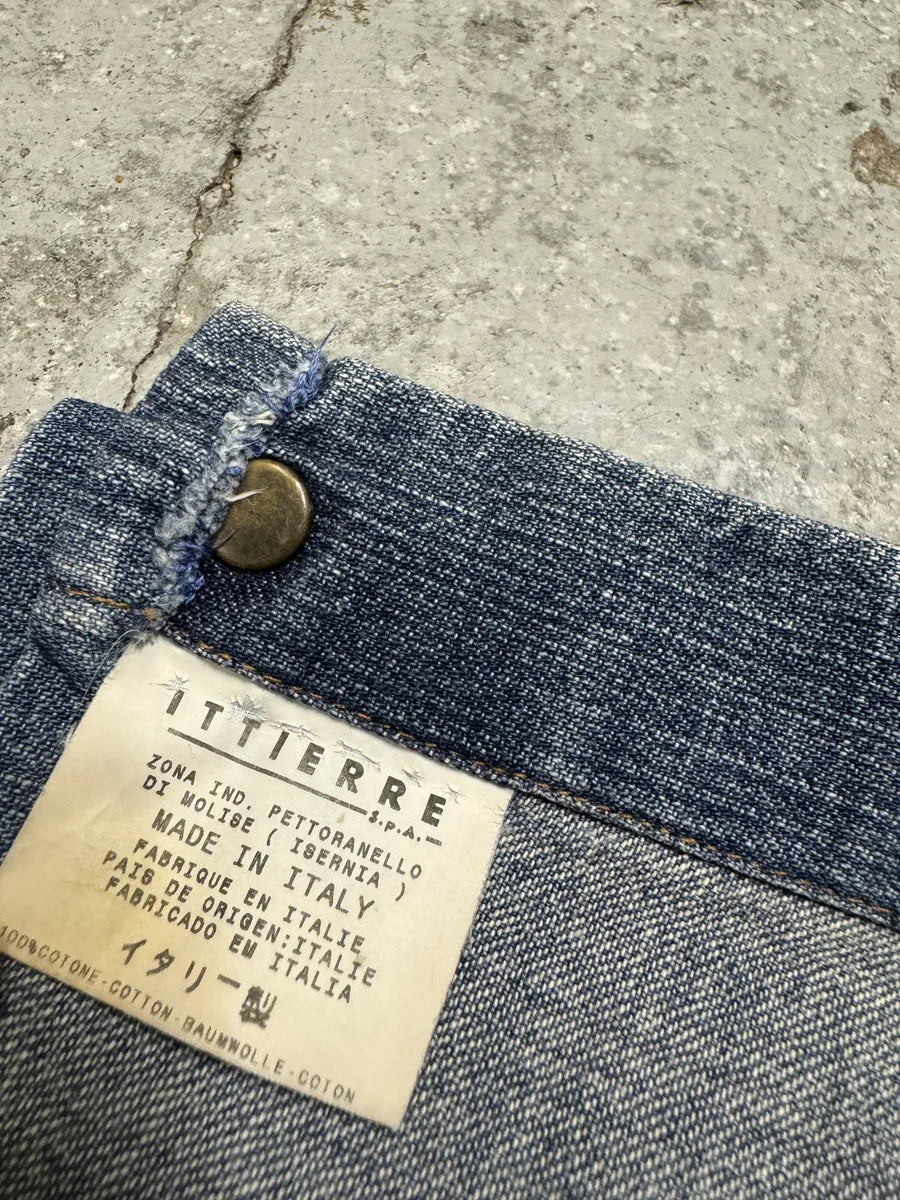 ITTIERRE
S.P.A.
ZONA IND. PETTORANELLO
DI MOLISE ( ISERNIA )
MADE IN ITALY
FABRIQUE EN ITALIE
PAIS DE ORIGEN:ITALIE
FABRICADO EM ITALIA
イタリー製
100%COTONE-COTTON-BAUMWOLLE-COTON